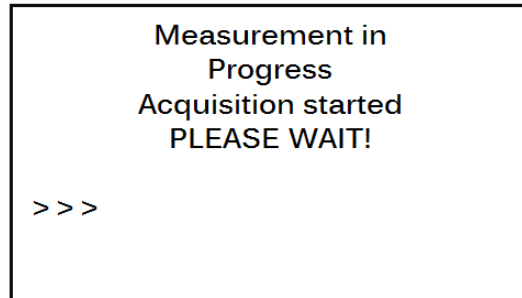 Measurement in
Progress
Acquisition started
PLEASE WAIT!
>>>